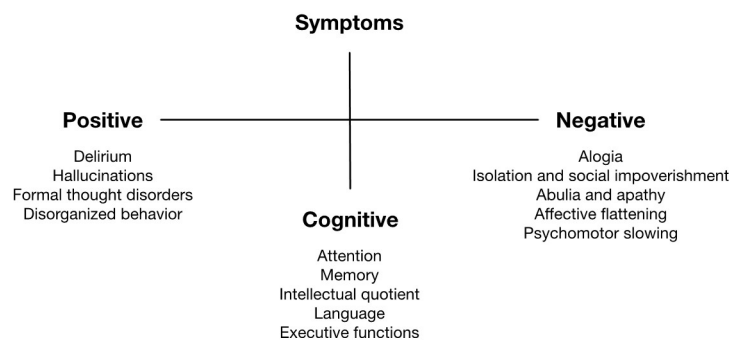 Symptoms
Positive
Delirium
Hallucinations
Formal thought disorders
Disorganized behavior
Negative
Alogia
Isolation and social impoverishment
Abulia and apathy
Affective flattening
Psychomotor slowing
Cognitive
Attention
Memory
Intellectual quotient
Language
Executive functions